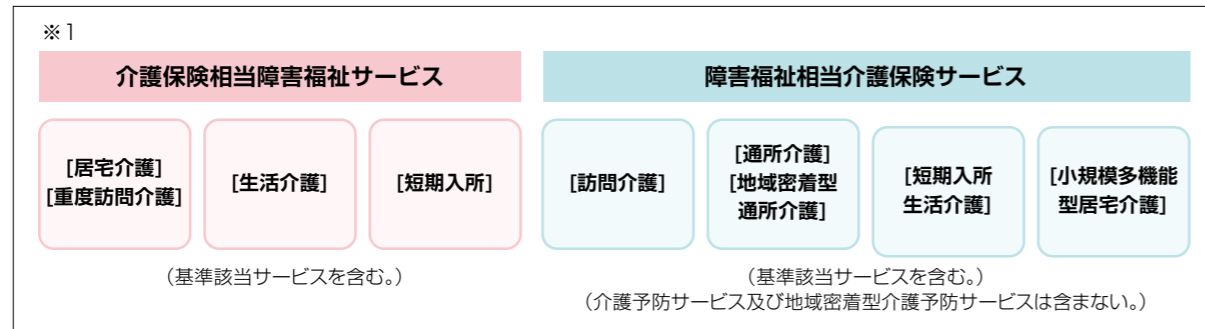 ※1
介護保険相当障害福祉サービス
障害福祉相当介護保険サービス
[居宅介護]
[重度訪問介護]
[生活介護]
[短期入所]
[訪問介護]
[通所介護]
[地域密着型
通所介護]
[短期入所
生活介護]
[小規模多機能
型居宅介護]
（基準該当サービスを含む。）
（基準該当サービスを含む。）
（介護予防サービス及び地域密着型介護予防サービスは含まない。）